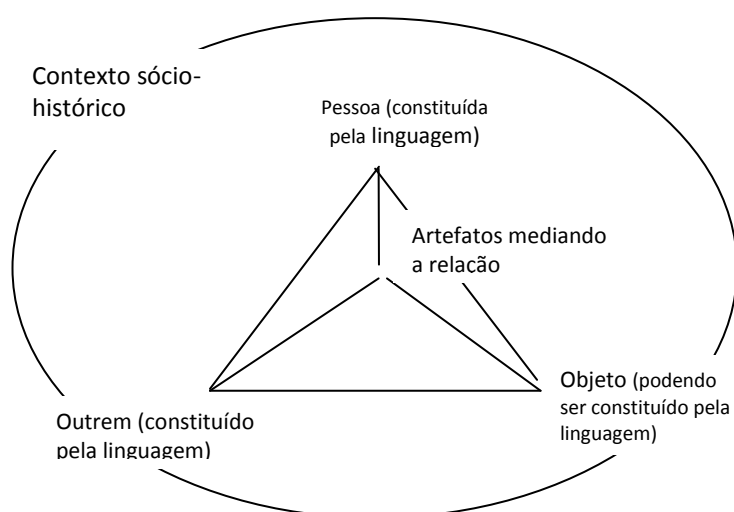 Contexto sócio-
histórico
Pessoa (constituída
pela linguagem)
Artefatos mediando
a relação
Outrem (constituído
pela linguagem)
Objeto (podendo
ser constituído pela
linguagem)